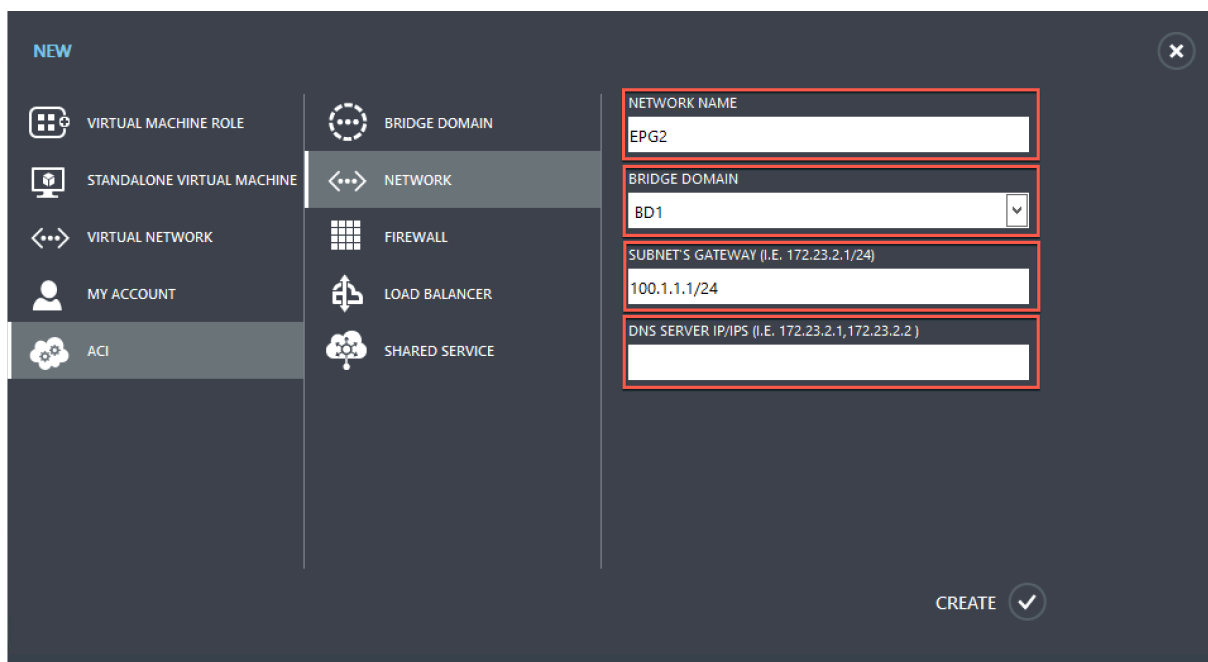 NEW
VIRTUAL MACHINE ROLE
STANDALONE VIRTUAL MACHINE
VIRTUAL NETWORK
MY ACCOUNT
ACI
BRIDGE DOMAIN
NETWORK
FIREWALL
LOAD BALANCER
SHARED SERVICE
NETWORK NAME
EPG2
BRIDGE DOMAIN
BD1
SUBNET'S GATEWAY (I.E. 172.23.2.1/24)
100.1.1.1/24
DNS SERVER IP/IPS (I.E. 172.23.2.1,172.23.2.2 )
CREATE